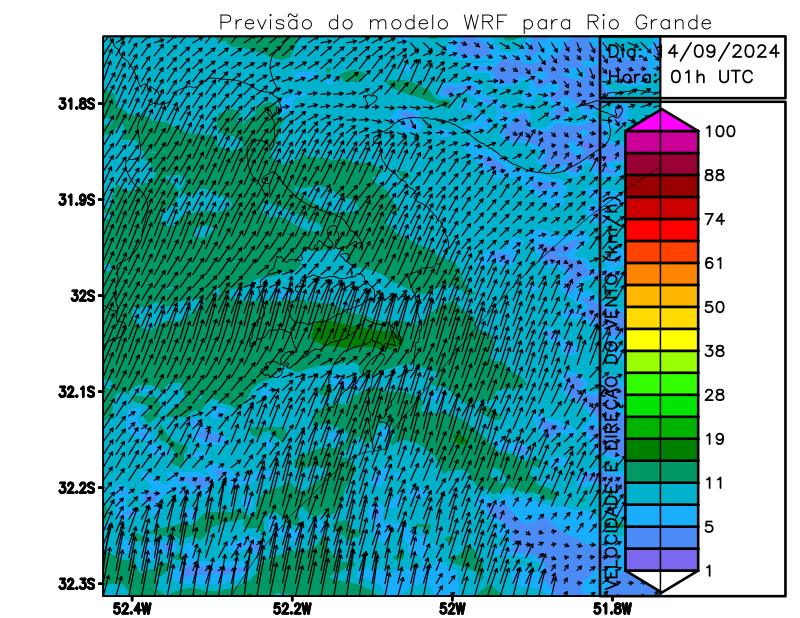 Previsão do modelo WRF para Rio Grande
Dia: 4/09/2024
Hora: 01h UTC
31.8S
31.9S
32S
32.1S
32.2S
32.3S
52.4W
52.2W
52W
51.8W
VELOCIDADE E DIREÇÃO DO VENTO (km/h)
100
88
74
61
50
38
28
19
11
5
1